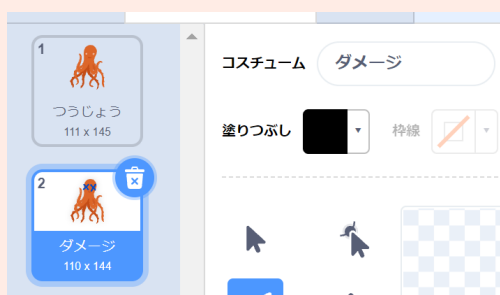 1
つうじょう
111 x 145
2
ダメージ
110 x 144
コスチューム
ダメージ
塗りつぶし
枠線